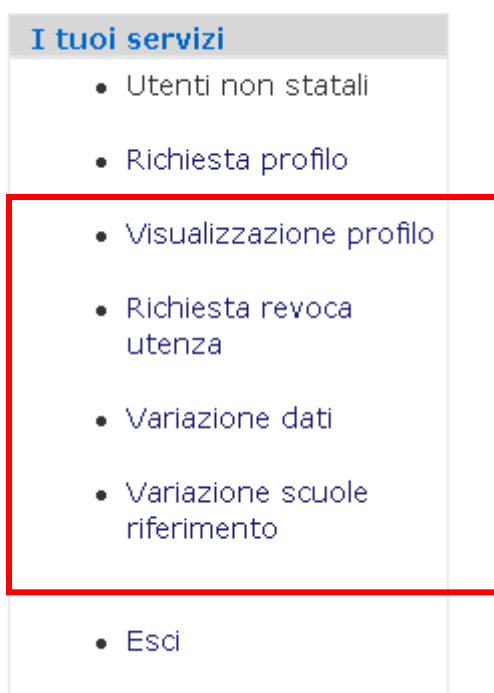 I tuoi servizi
Utenti non statali
Richiesta profilo
Visualizzazione profilo
Richiesta revoca
utenza
Variazione dati
Variazione scuole
riferimento
Esci